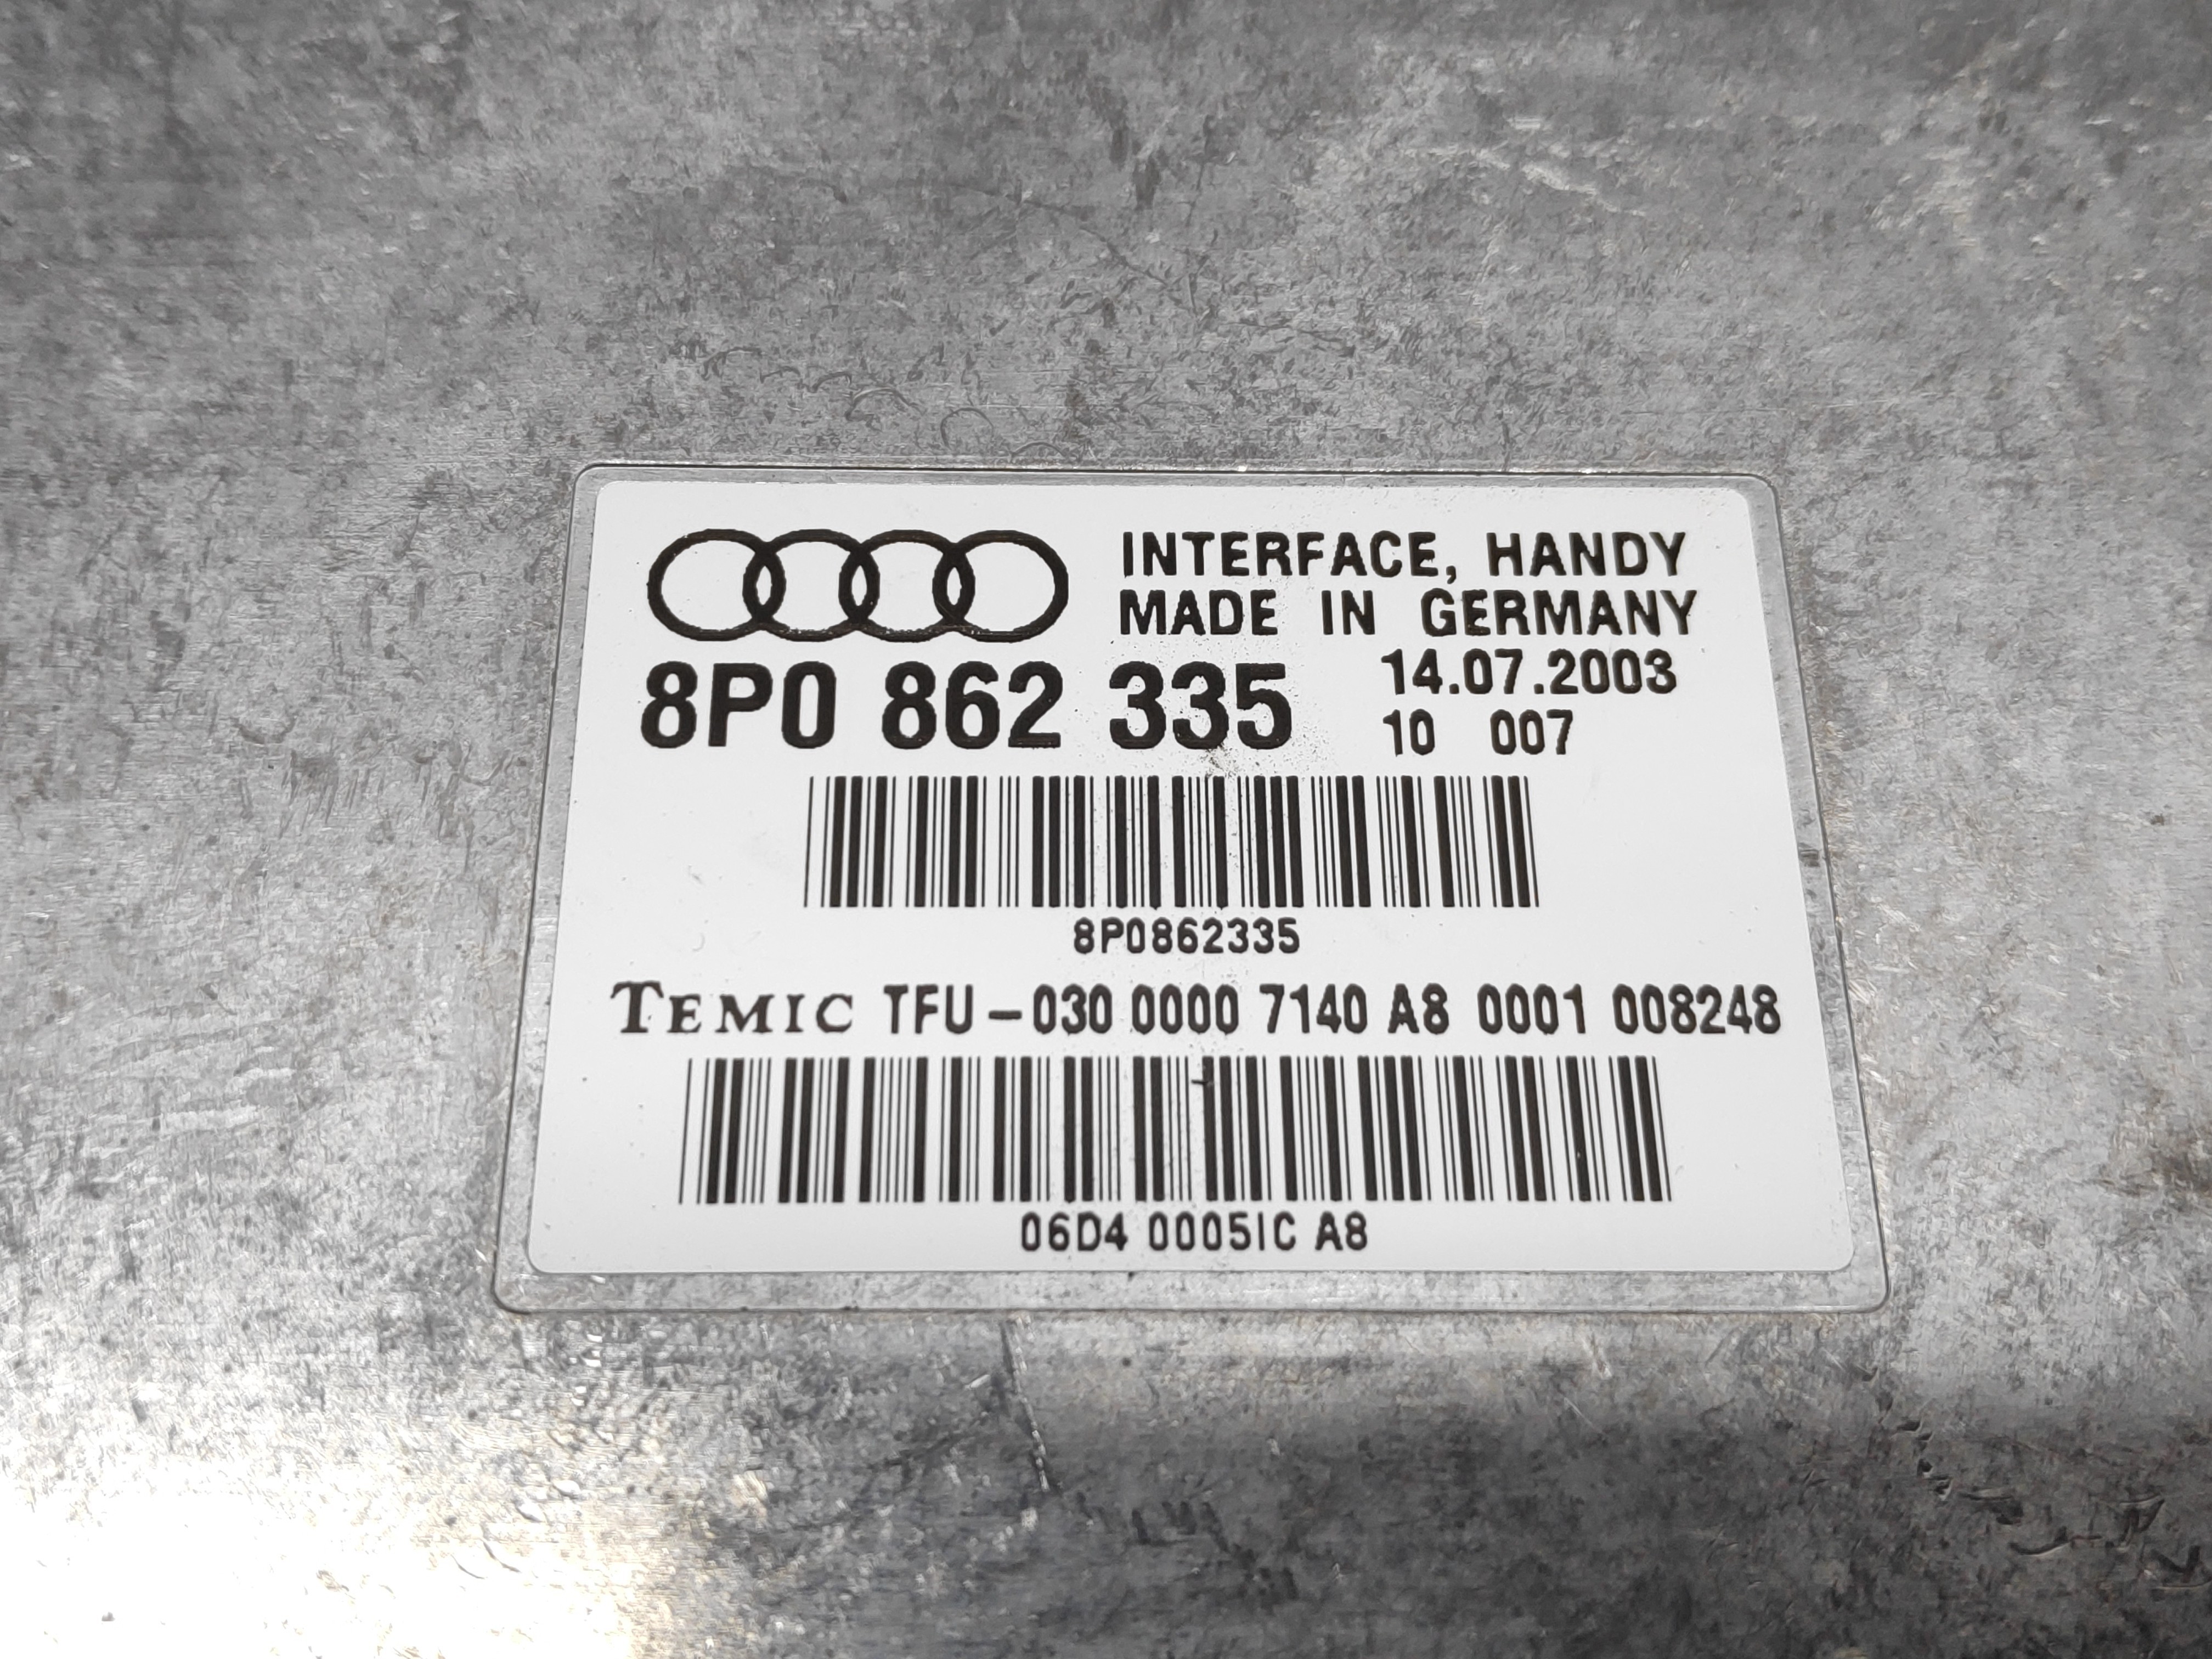 INTERFACE, HANDY
MADE IN GERMANY
8P0 862 335 14.07.2003
10 007
8P0862335
TEMIC TFU-030 0000 7140 A8 0001 008248
06D4 0005IC A8